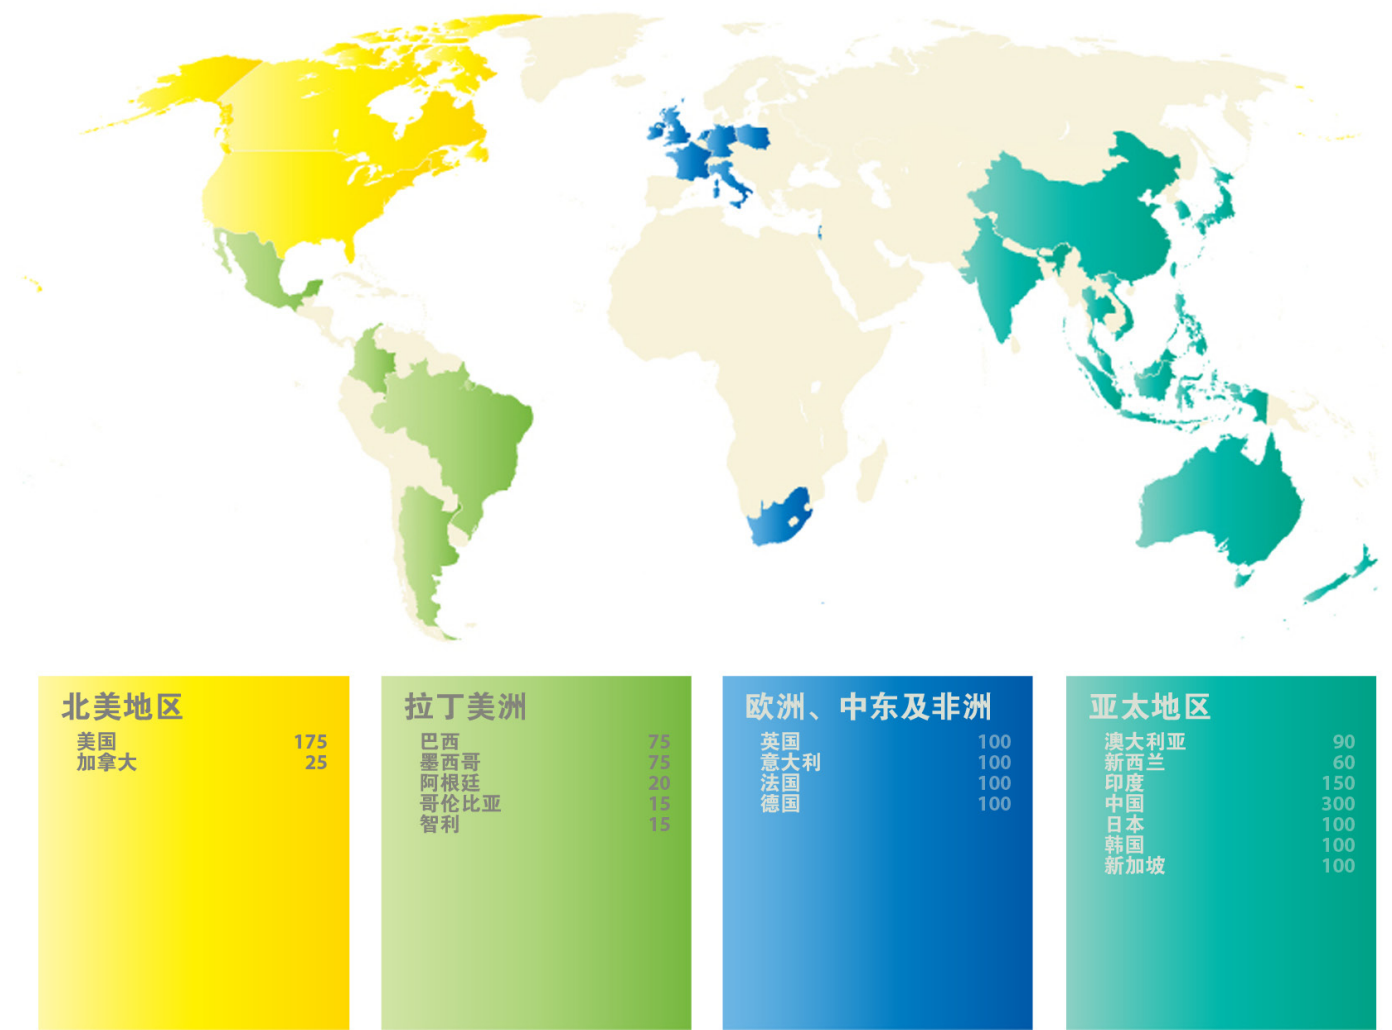 北美地区
美国 175
加拿大 25
拉丁美洲
巴西 75
墨西哥 75
阿根廷 20
哥伦比亚 15
智利 15
欧洲、中东及非洲
英国 100
意大利 100
法国 100
德国 100
亚太地区
澳大利亚 90
新西兰 60
印度 150
中国 300
日本 100
韩国 100
新加坡 100